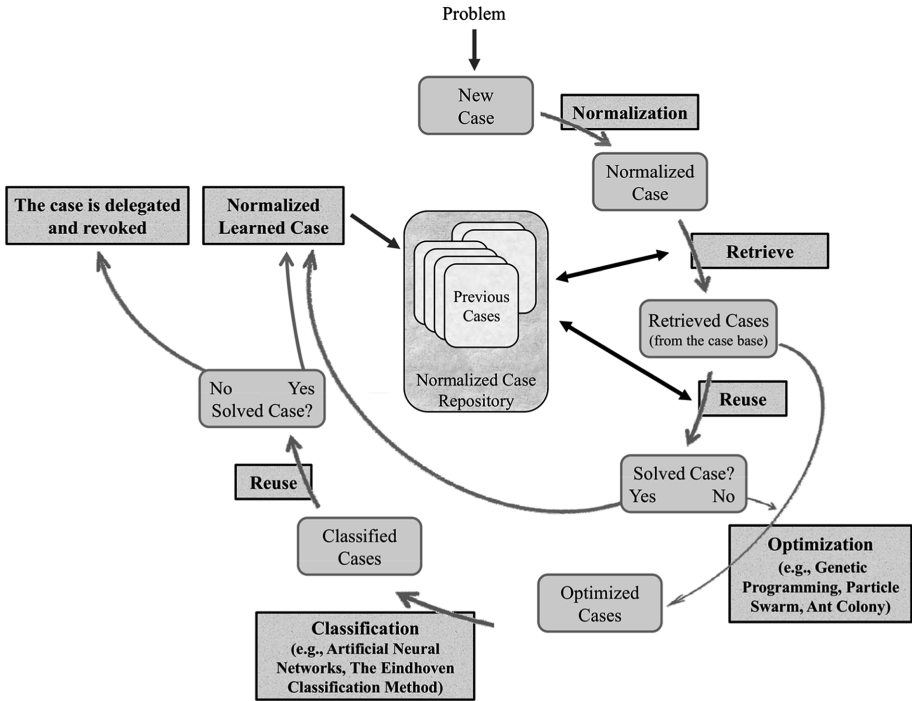 Problem
New
Case
Normalization
Normalized
Case
The case is delegated
and revoked
Normalized
Learned Case
Retrieve
Previous
Cases
Retrieved Cases
(from the case base)
Normalized Case
Repository
No Yes
Solved Case?
Reuse
Reuse
Solved Case?
Yes No
Classified
Cases
Optimization
(e.g., Genetic
Programming, Particle
Swarm, Ant Colony)
Optimized
Cases
Classification
(e.g., Artificial Neural
Networks, The Eindhoven
Classification Method)